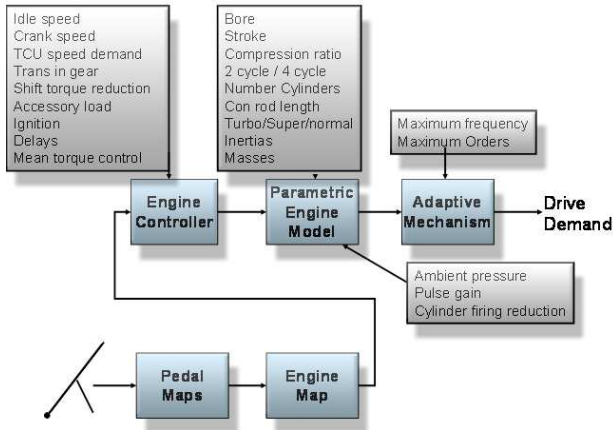 Idle speed
Crank speed
TCU speed demand
Trans in gear
Shift torque reduction
Accessory load
Ignition
Delays
Mean torque control
Bore
Stroke
Compression ratio
2 cycle / 4 cycle
Number Cylinders
Con rod length
Turbo/Super/normal
Inertias
Masses
Maximum frequency
Maximum Orders
Engine
Controller
Parametric
Engine
Model
Adaptive
Mechanism
Drive
Demand
Ambient pressure
Pulse gain
Cylinder firing reduction
Pedal
Maps
Engine
Map